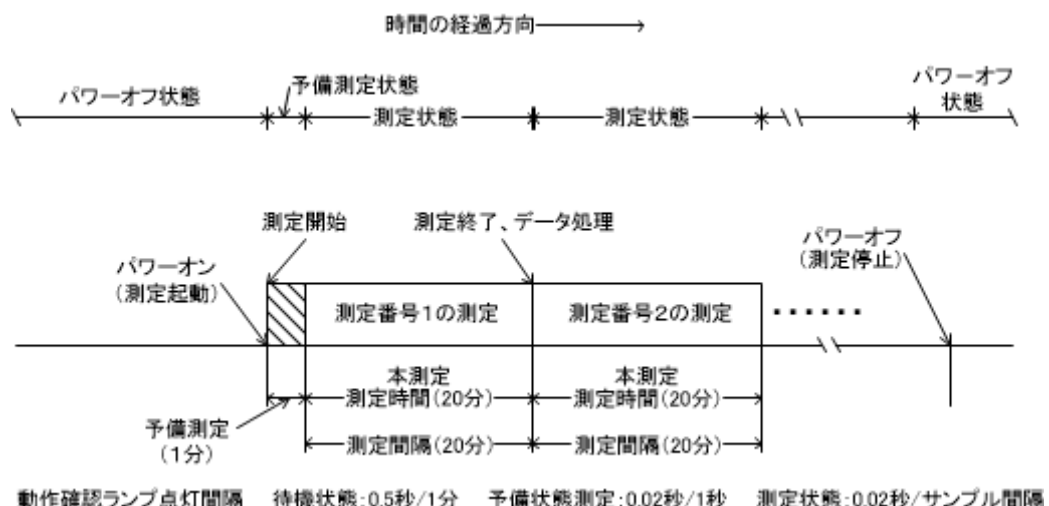 時間の経過方向
パワーオフ状態
予備測定状態
測定状態
測定状態
パワーオフ
状態
測定開始
測定終了、データ処理
パワーオン
(測定起動)
パワーオフ
(測定停止)
測定番号1の測定
測定番号2の測定
・・・・・・
本測定
測定時間(20分)
本測定
測定時間(20分)
予備測定
(1分)
測定間隔(20分)
測定間隔(20分)
動作確認ランプ点灯間隔 待機状態:0.5秒/1分 予備状態測定:0.02秒/1秒 測定状態:0.02秒/サンプル間隔